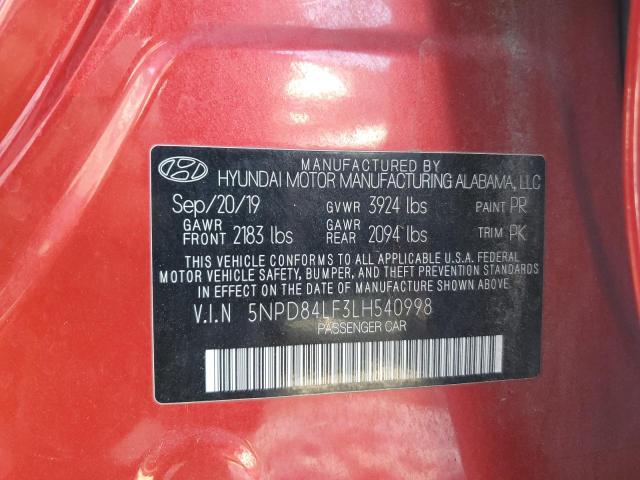 MANUFACTURED BY
HYUNDAI MOTOR MANUFACTURING ALABAMA, LLC
Sep/20/19 GVWR 3924 lbs PAINT PR
GAWR FRONT 2183 lbs GAWR REAR 2094 lbs TRIM PK
THIS VEHICLE CONFORMS TO ALL APPLICABLE U.S.A. FEDERAL
MOTOR VEHICLE SAFETY, BUMPER, AND THEFT PREVENTION STANDARDS
IN EFFECT ON THE DATE OF MANUFACTURE SHOWN ABOVE.
V.I.N 5NPD84LF3LH540998
PASSENGER CAR